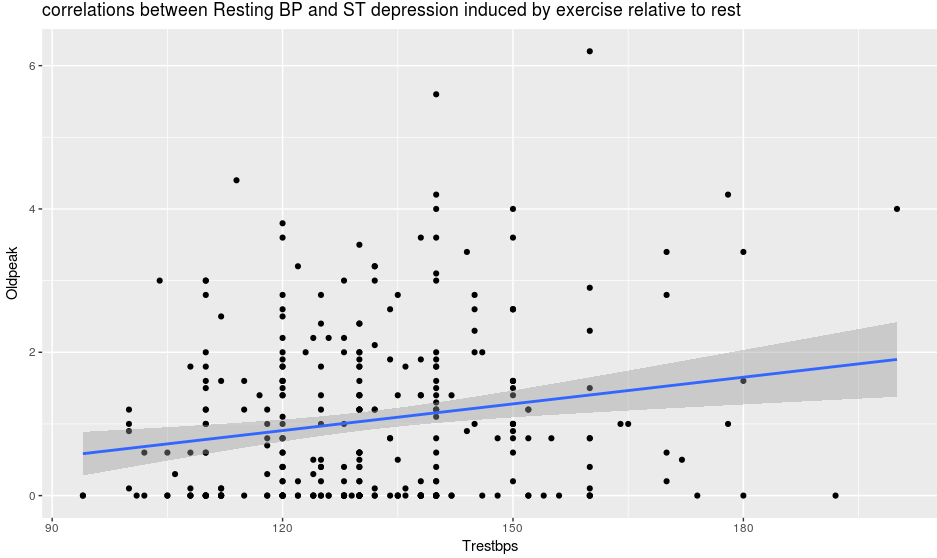 correlations between Resting BP and ST depression induced by exercise relative to rest
6
4
2
0
Oldpeak
90 120 150 180
Trestbps